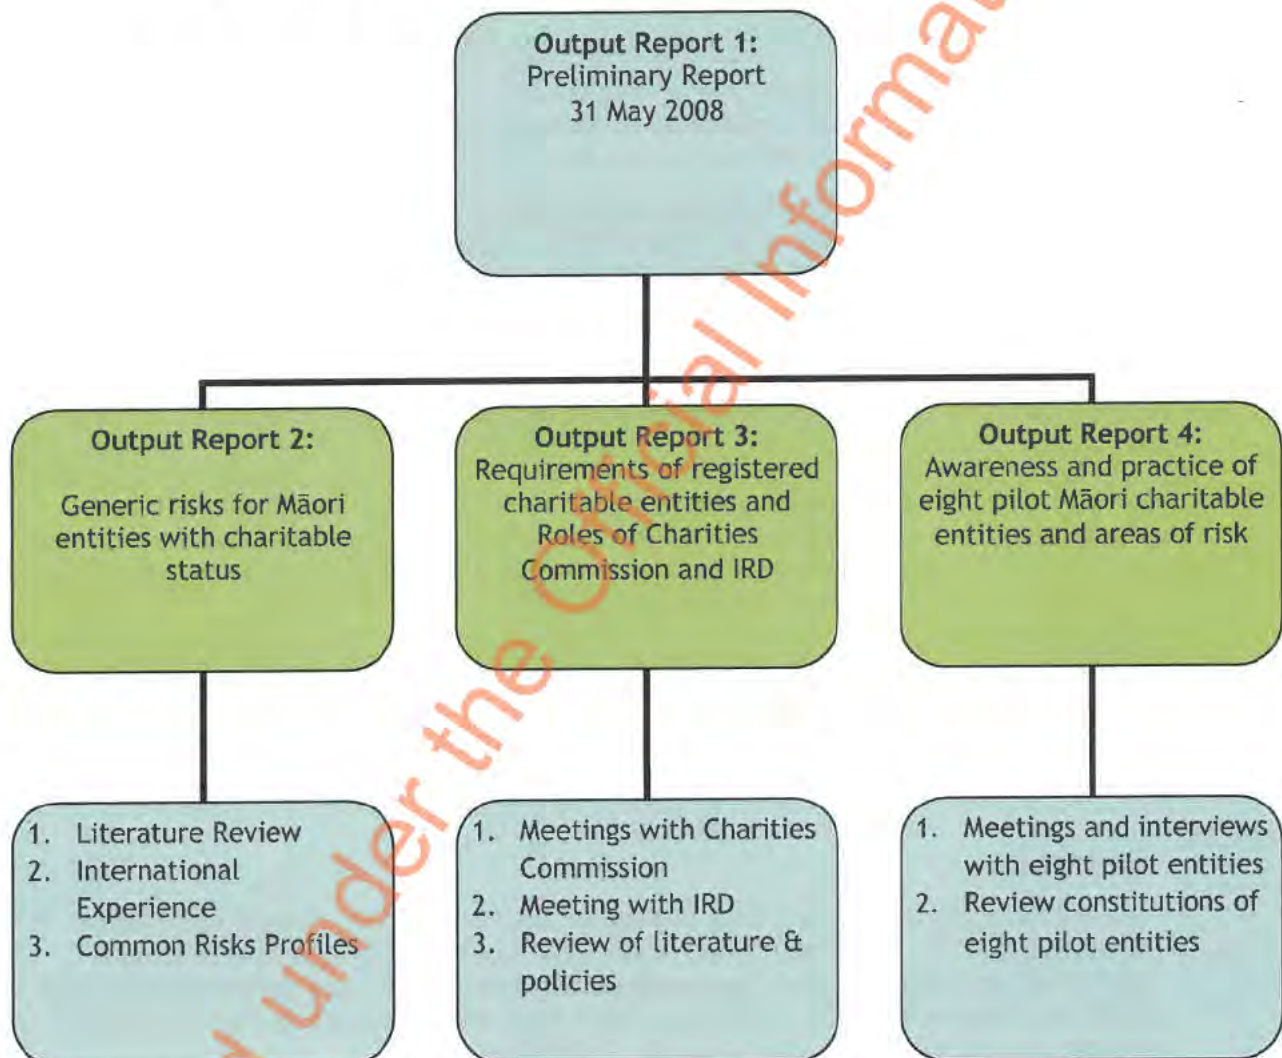 Output Report 1:
Preliminary Report
31 May 2008
Output Report 2:
Generic risks for Māori
entities with charitable
status
Output Report 3:
Requirements of registered
charitable entities and
Roles of Charities
Commission and IRD
Output Report 4:
Awareness and practice of
eight pilot Māori charitable
entities and areas of risk
1. Literature Review
2. International
Experience
3. Common Risks Profiles
1. Meetings with Charities
Commission
2. Meeting with IRD
3. Review of literature &
policies
1. Meetings and interviews
with eight pilot entities
2. Review constitutions of
eight pilot entities
under the Official Informa